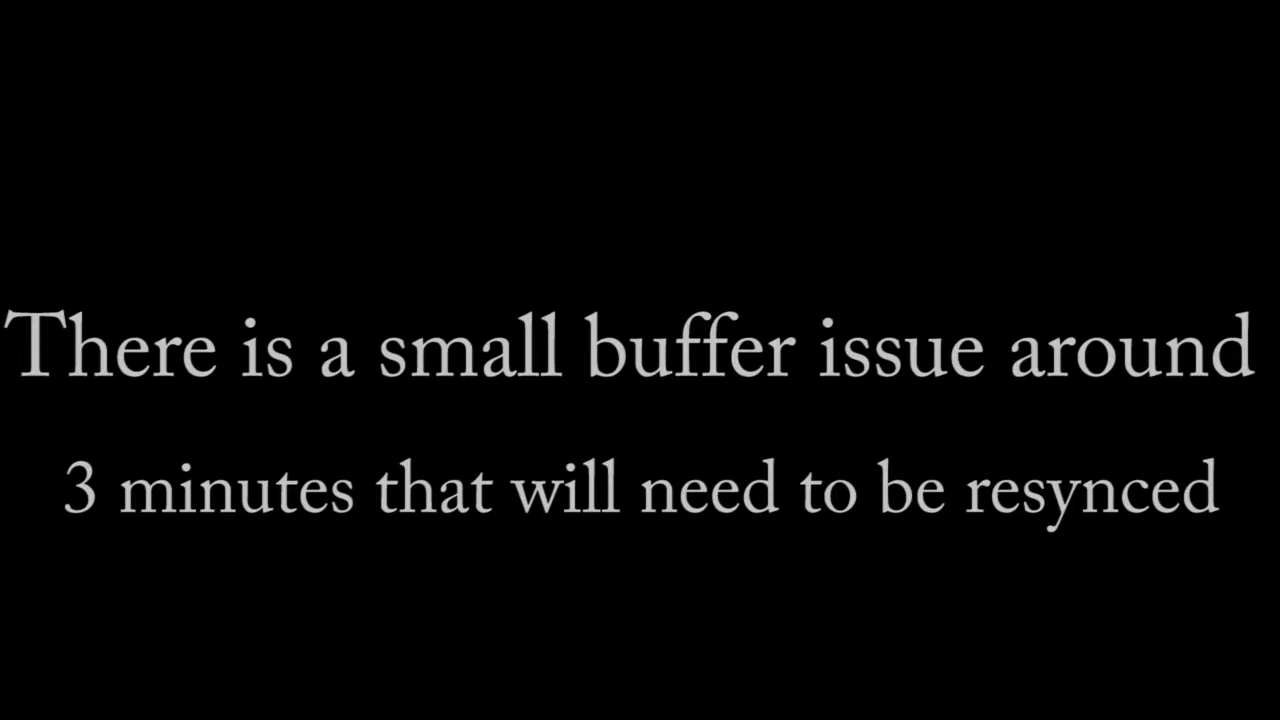 There is a small buffer issue around
3 minutes that will need to be resynced